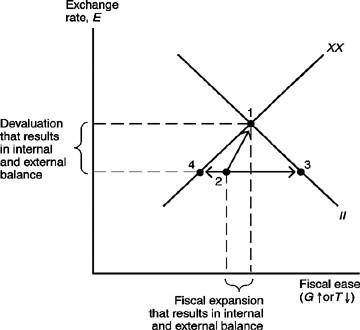 Exchange
rate, E
XX
1
Devaluation
that results
in internal
and external
balance
4
3
2
II
Fiscal ease
(G ↑orT↓)
Fiscal expansion
that results in internal
and external balance